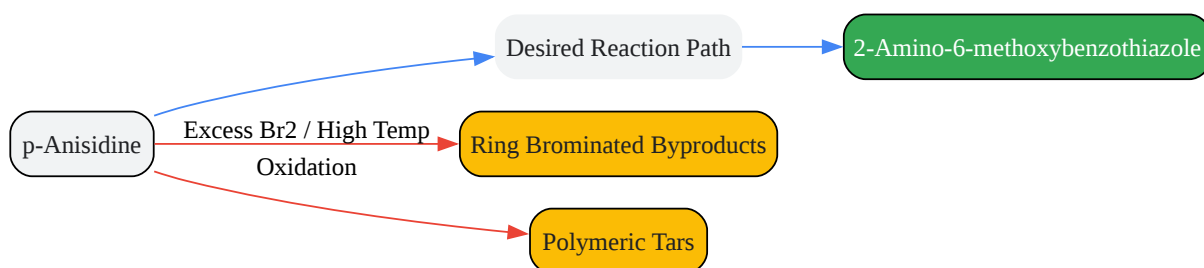 Desired Reaction Path
2-Amino-6-methoxybenzothiazole
p-Anisidine
Excess Br2 / High Temp
Ring Brominated Byproducts
Oxidation
Polymeric Tars